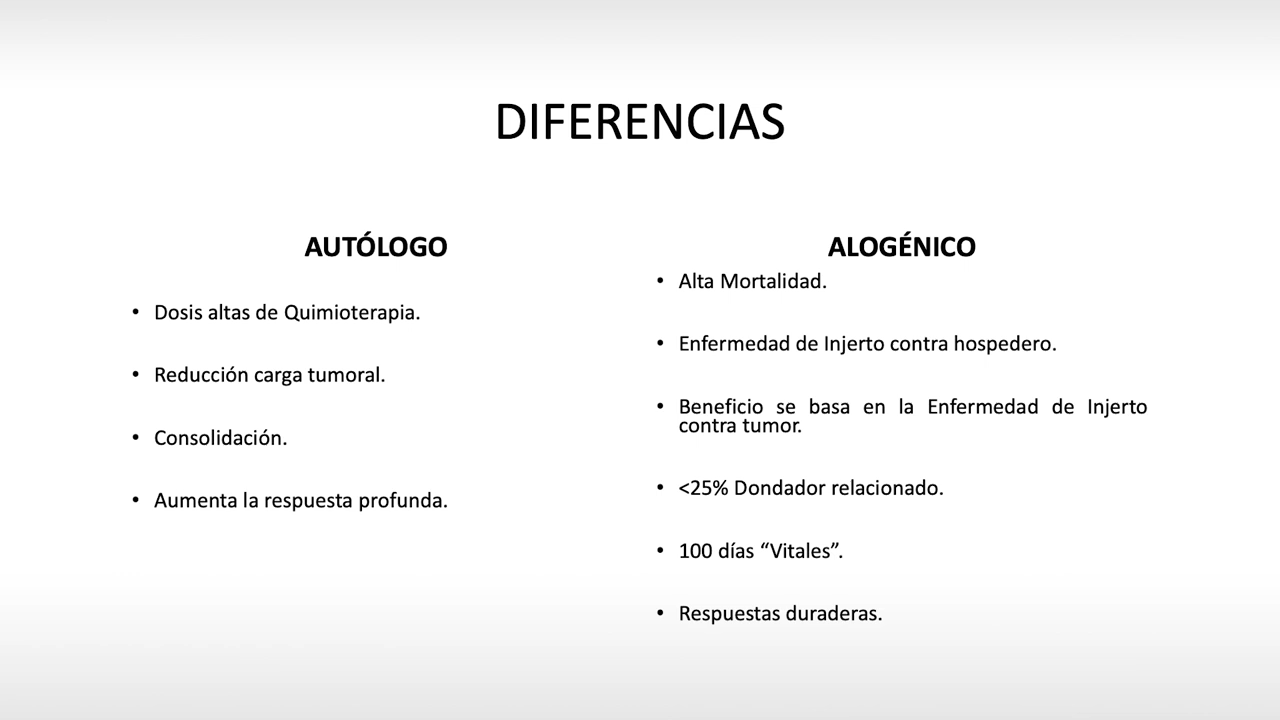 DIFERENCIAS
AUTÓLOGO
• Dosis altas de Quimioterapia.
• Reducción carga tumoral.
• Consolidación.
• Aumenta la respuesta profunda.
ALOGÉNICO
• Alta Mortalidad.
• Enfermedad de Injerto contra hospedero.
• Beneficio se basa en la Enfermedad de Injerto
contra tumor.
• <25% Dondador relacionado.
• 100 días “Vitales”.
• Respuestas duraderas.